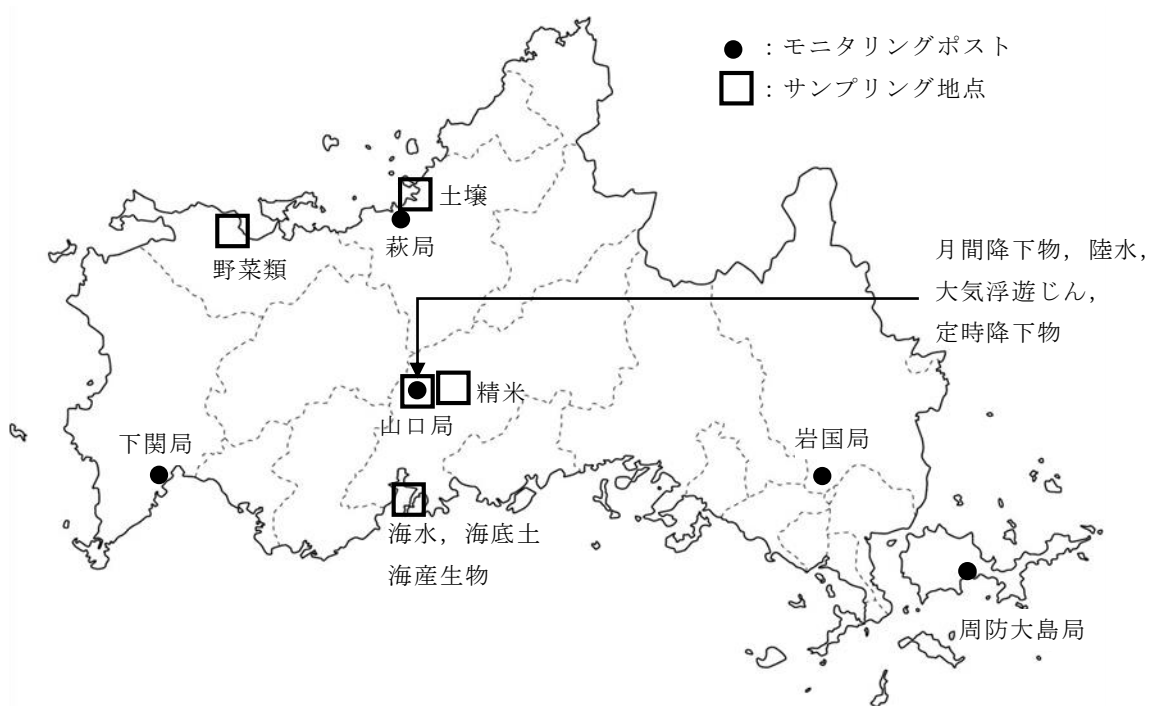 ：モニタリングポスト
：サンプリング地点
土壌
萩局
野菜類
月間降下物，陸水，
大気浮遊じん，
定時降下物
精米
山口局
下関局
岩国局
海水，海底土
海産生物
周防大島局